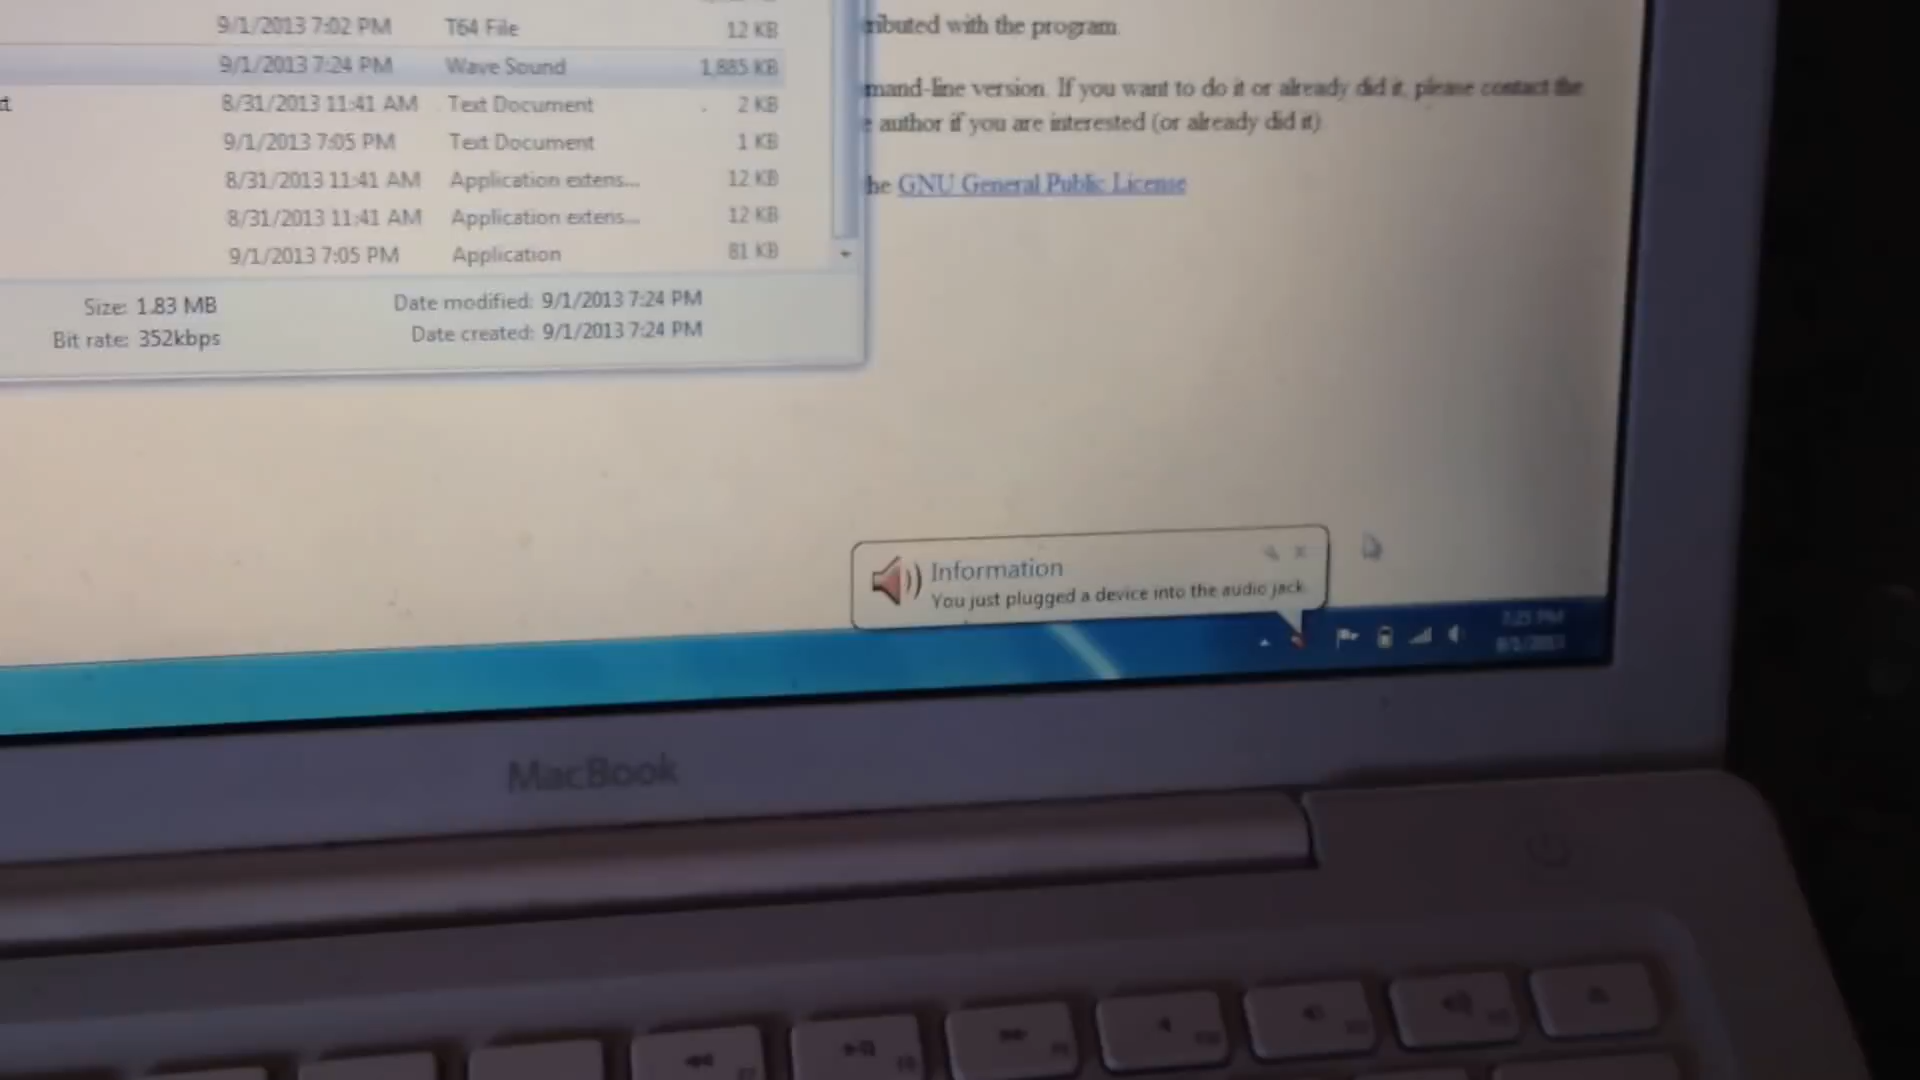 9/1/2013 7:02 PM T64 File 12 KB
9/1/2013 7:24 PM Wave Sound 1,885 KB
8/31/2013 11:41 AM Text Document 2 KB
9/1/2013 7:05 PM Text Document 1 KB
8/31/2013 11:41 AM Application extens... 12 KB
8/31/2013 11:41 AM Application extens... 12 KB
9/1/2013 7:05 PM Application 81 KB
Size: 1.83 MB Date modified: 9/1/2013 7:24 PM
Bit rate: 352kbps Date created: 9/1/2013 7:24 PM
ributed with the program.
mand-line version. If you want to do it or already did it, please contact the
e author if you are interested (or already did it)
he GNU General Public License
Information
You just plugged a device into the audio jack.
7:25 PM
9/1/2013
MacBook